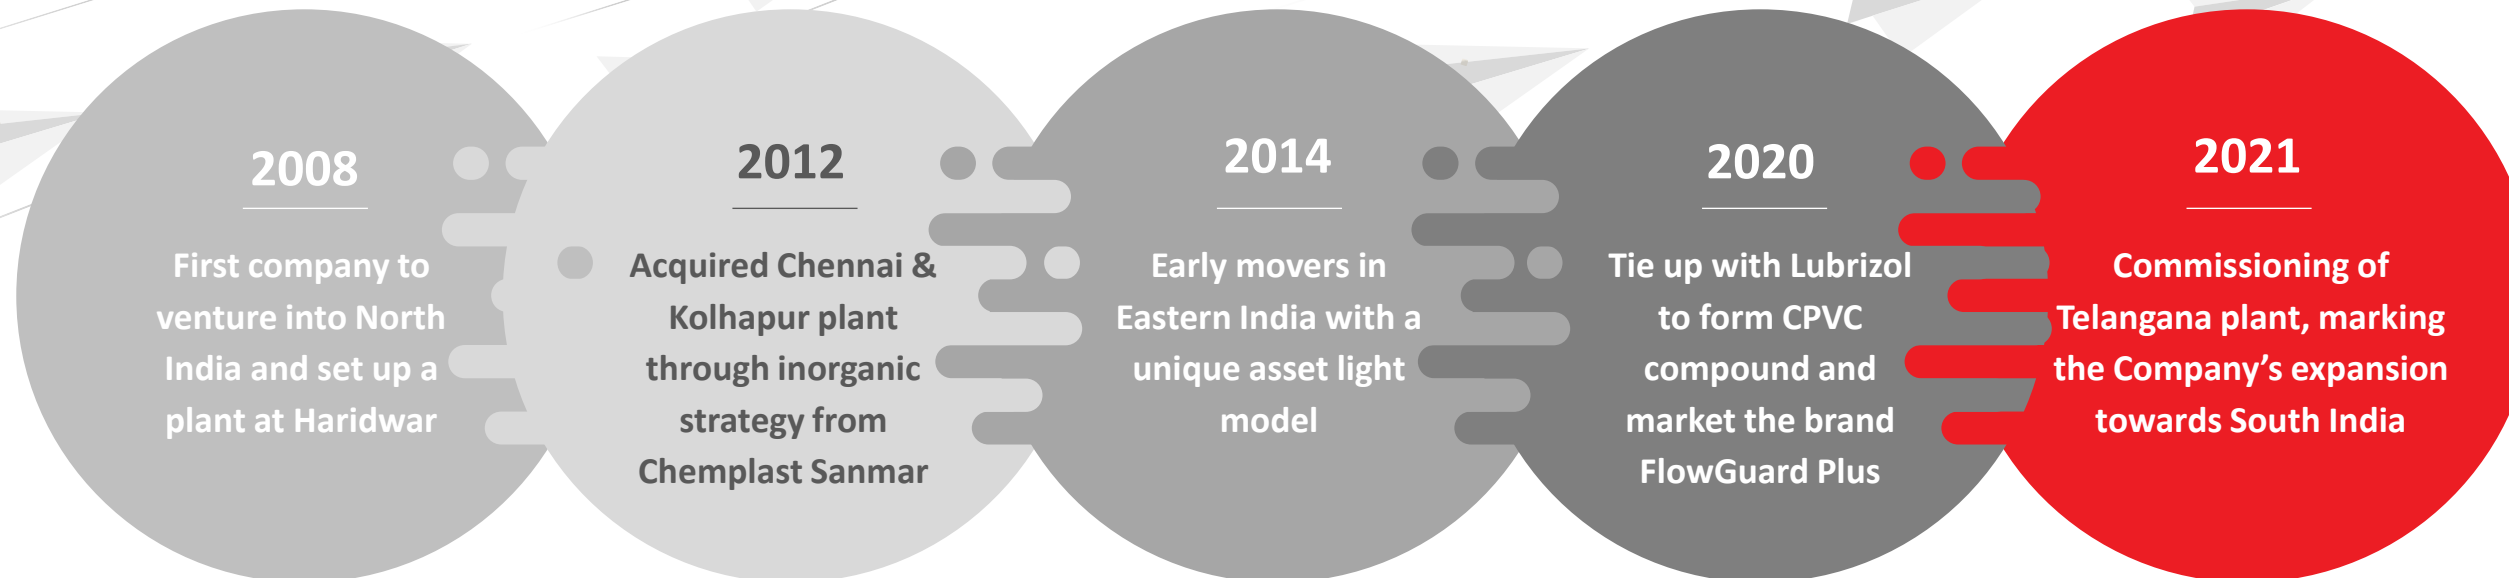 2008
First company to
venture into North
India and set up a
plant at Haridwar
2012
Acquired Chennai &
Kolhapur plant
through inorganic
strategy from
Chemplast Sanmar
2014
Early movers in
Eastern India with a
unique asset light
model
2020
Tie up with Lubrizol
to form CPVC
compound and
market the brand
FlowGuard Plus
2021
Commissioning of
Telangana plant, marking
the Company’s expansion
towards South India